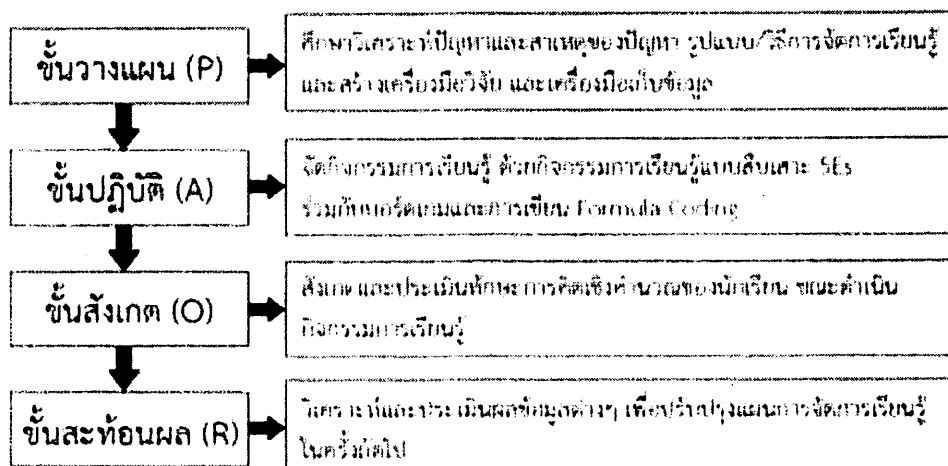 ขั้นวางแผน (P)
ศึกษาวิเคราะห์ปัญหาและสาเหตุของปัญหา รูปแบบ/วิธีการจัดการเรียนรู้
และสร้างเครื่องมือวิจัย และเครื่องมือเก็บข้อมูล
ขั้นปฏิบัติ (A)
จัดกิจกรรมการเรียนรู้ ด้วยกิจกรรมการเรียนรู้แบบสืบเสาะ 5Es
ร่วมกับบอร์ดเกมและการเขียน Formula Coding
ขั้นสังเกต (O)
สังเกต และประเมินทักษะการคิดเชิงคำนวณของนักเรียน ขณะดำเนิน
กิจกรรมการเรียนรู้
ขั้นสะท้อนผล (R)
วิเคราะห์และประเมินผลข้อมูลต่างๆ เพื่อปรับปรุงแผนการจัดการเรียนรู้
ในครั้งถัดไป